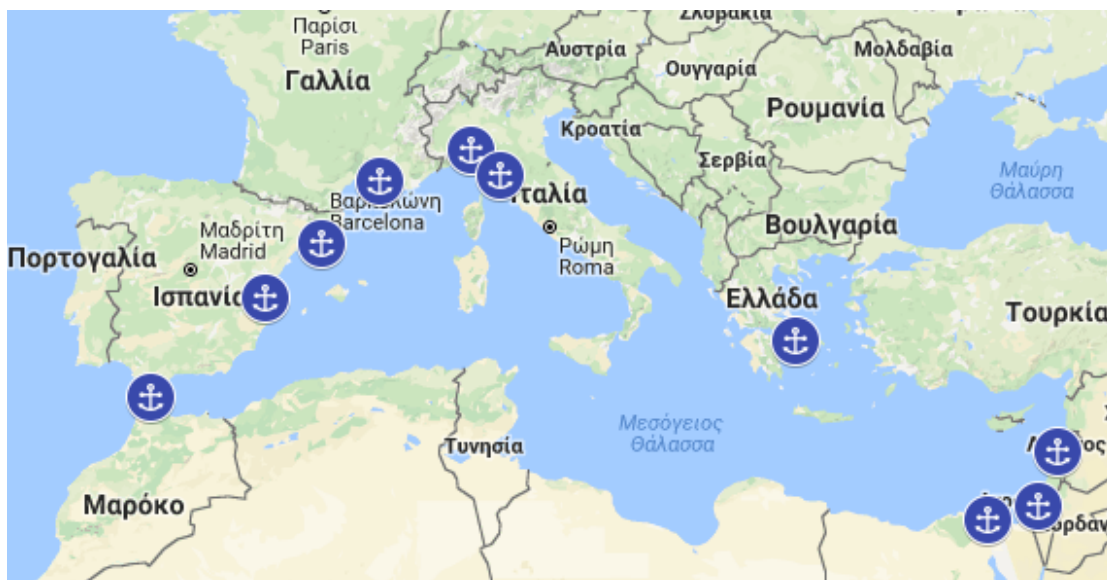 Σλοβακία
Παρίσι
Paris
Αυστρία
Μολδαβία
Γαλλία
Ουγγαρία
Ρουμανία
Κροατία
Σερβία
Μαύρη
Θάλασσα
Ιταλία
Βαρκελώνη
Barcelona
Μαδρίτη
Madrid
Βουλγαρία
Πορτογαλία
Ρώμη
Roma
Ισπανία
Ελλάδα
Τουρκία
Μεσόγειος
Θάλασσα
Τυνησία
Μαρόκο